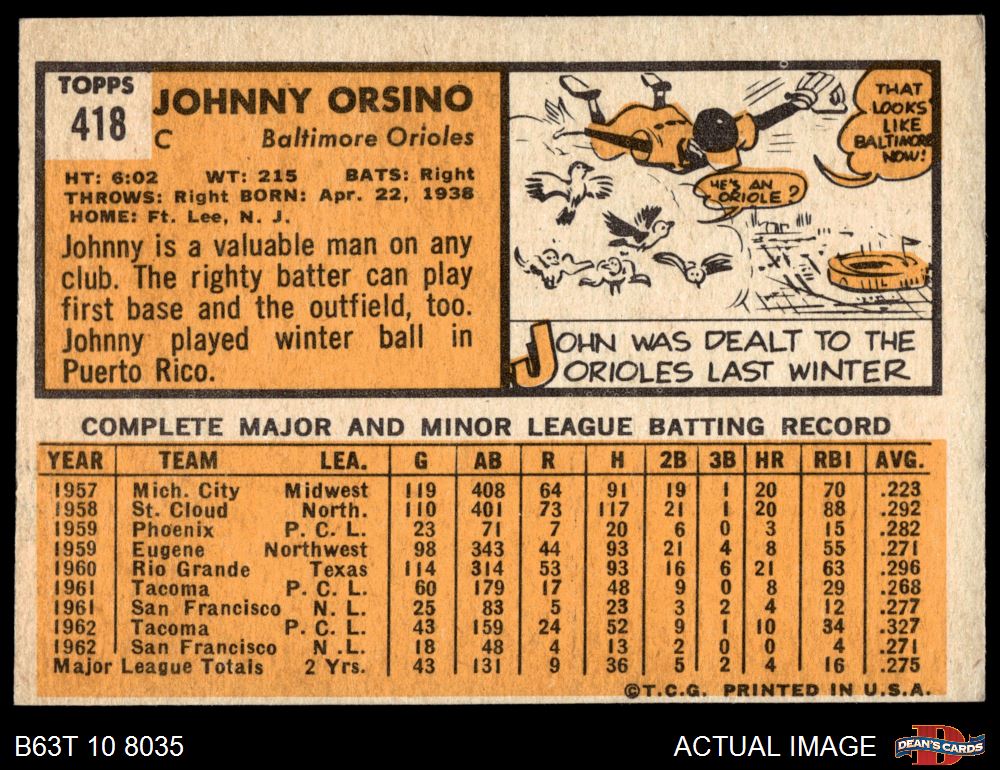 TOPPS
418
JOHNNY ORSINO
C Baltimore Orioles
HT: 6:02 WT: 215 BATS: Right
THROWS: Right BORN: Apr. 22, 1938
HOME: Ft. Lee, N. J.
Johnny is a valuable man on any
club. The righty batter can play
first base and the outfield, too.
Johnny played winter ball in
Puerto Rico.
THAT
LOOKS
LIKE
BALTIMORE
NOW!
HE'S AN
ORIOLE?
JOHN WAS DEALT TO THE
ORIOLES LAST WINTER
COMPLETE MAJOR AND MINOR LEAGUE BATTING RECORD
YEAR TEAM LEA. G AB R H 2B 3B HR RBI AVG.
1957 Mich. City Midwest 119 408 64 91 19 1 20 70 .223
1958 St. Cloud North. 110 401 73 117 21 1 20 88 .292
1959 Phoenix P. C. L. 23 71 7 20 6 0 3 15 .282
1959 Eugene Northwest 98 343 44 93 21 4 8 55 .271
1960 Rio Grande Texas 114 314 53 93 16 6 21 63 .296
1961 Tacoma P. C. L. 60 179 17 48 9 0 8 29 .268
1961 San Francisco N. L. 25 83 5 23 3 2 4 12 .277
1962 Tacoma P. C. L. 43 159 24 52 9 1 10 34 .327
1962 San Francisco N .L. 18 48 4 13 2 0 0 4 .271
Major League Totals 2 Yrs. 43 131 9 36 5 2 4 16 .275
©T.C.G. PRINTED IN U.S.A.
B63T 10 8035
ACTUAL IMAGE
DEAN'S CARDS